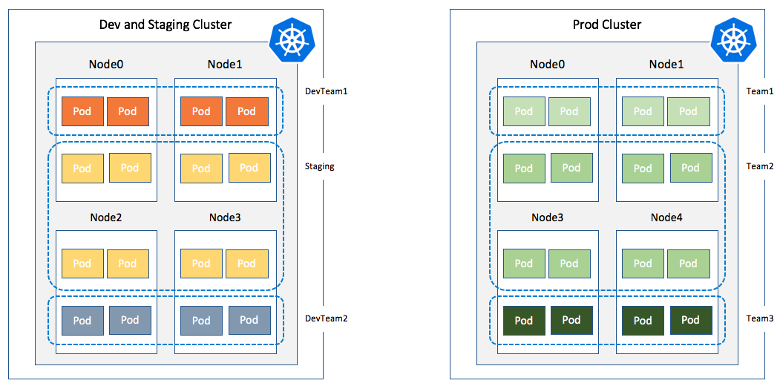 Dev and Staging Cluster
Node0 Node1
DevTeam1
Pod Pod Pod Pod
Staging
Pod Pod Pod Pod
Node2 Node3
Pod Pod Pod Pod
DevTeam2
Pod Pod Pod Pod
Prod Cluster
Node0 Node1
Team1
Pod Pod Pod Pod
Team2
Pod Pod Pod Pod
Node3 Node4
Pod Pod Pod Pod
Team3
Pod Pod Pod Pod